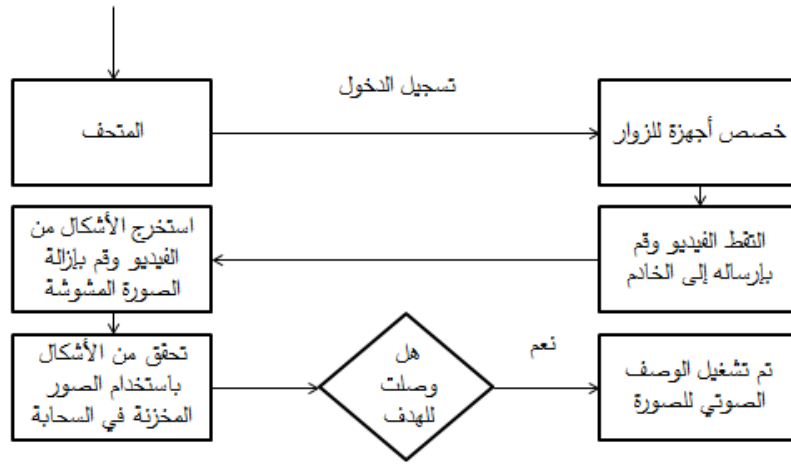 تسجيل الدخول
المتحف
خصص أجهزة للزوار
التقط الفيديو وقم
بإرساله إلى الخادم
استخرج الأشكال من
الفيديو وقم بإزالة
الصورة المشوشة
تحقق من الأشكال
باستخدام الصور
المخزنة في السحابة
هل
وصلت
للهدف
نعم
تم تشغيل الوصف
الصوتي للصورة